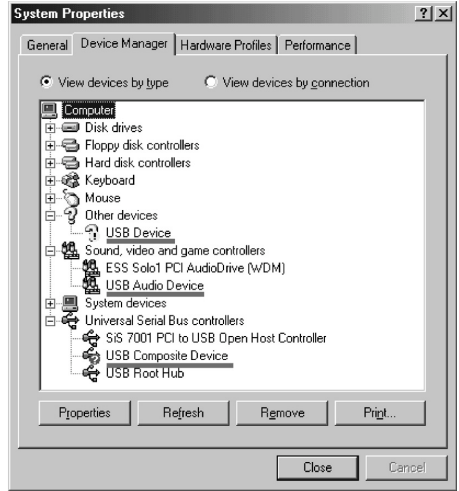 System Properties
General Device Manager Hardware Profiles Performance
View devices by type View devices by connection
Computer
Disk drives
Floppy disk controllers
Hard disk controllers
Keyboard
Mouse
Other devices
USB Device
Sound, video and game controllers
ESS Solo1 PCI AudioDrive (WDM)
USB Audio Device
System devices
Universal Serial Bus controllers
SiS 7001 PCI to USB Open Host Controller
USB Composite Device
USB Root Hub
Properties Refresh Remove Print...
Close Cancel